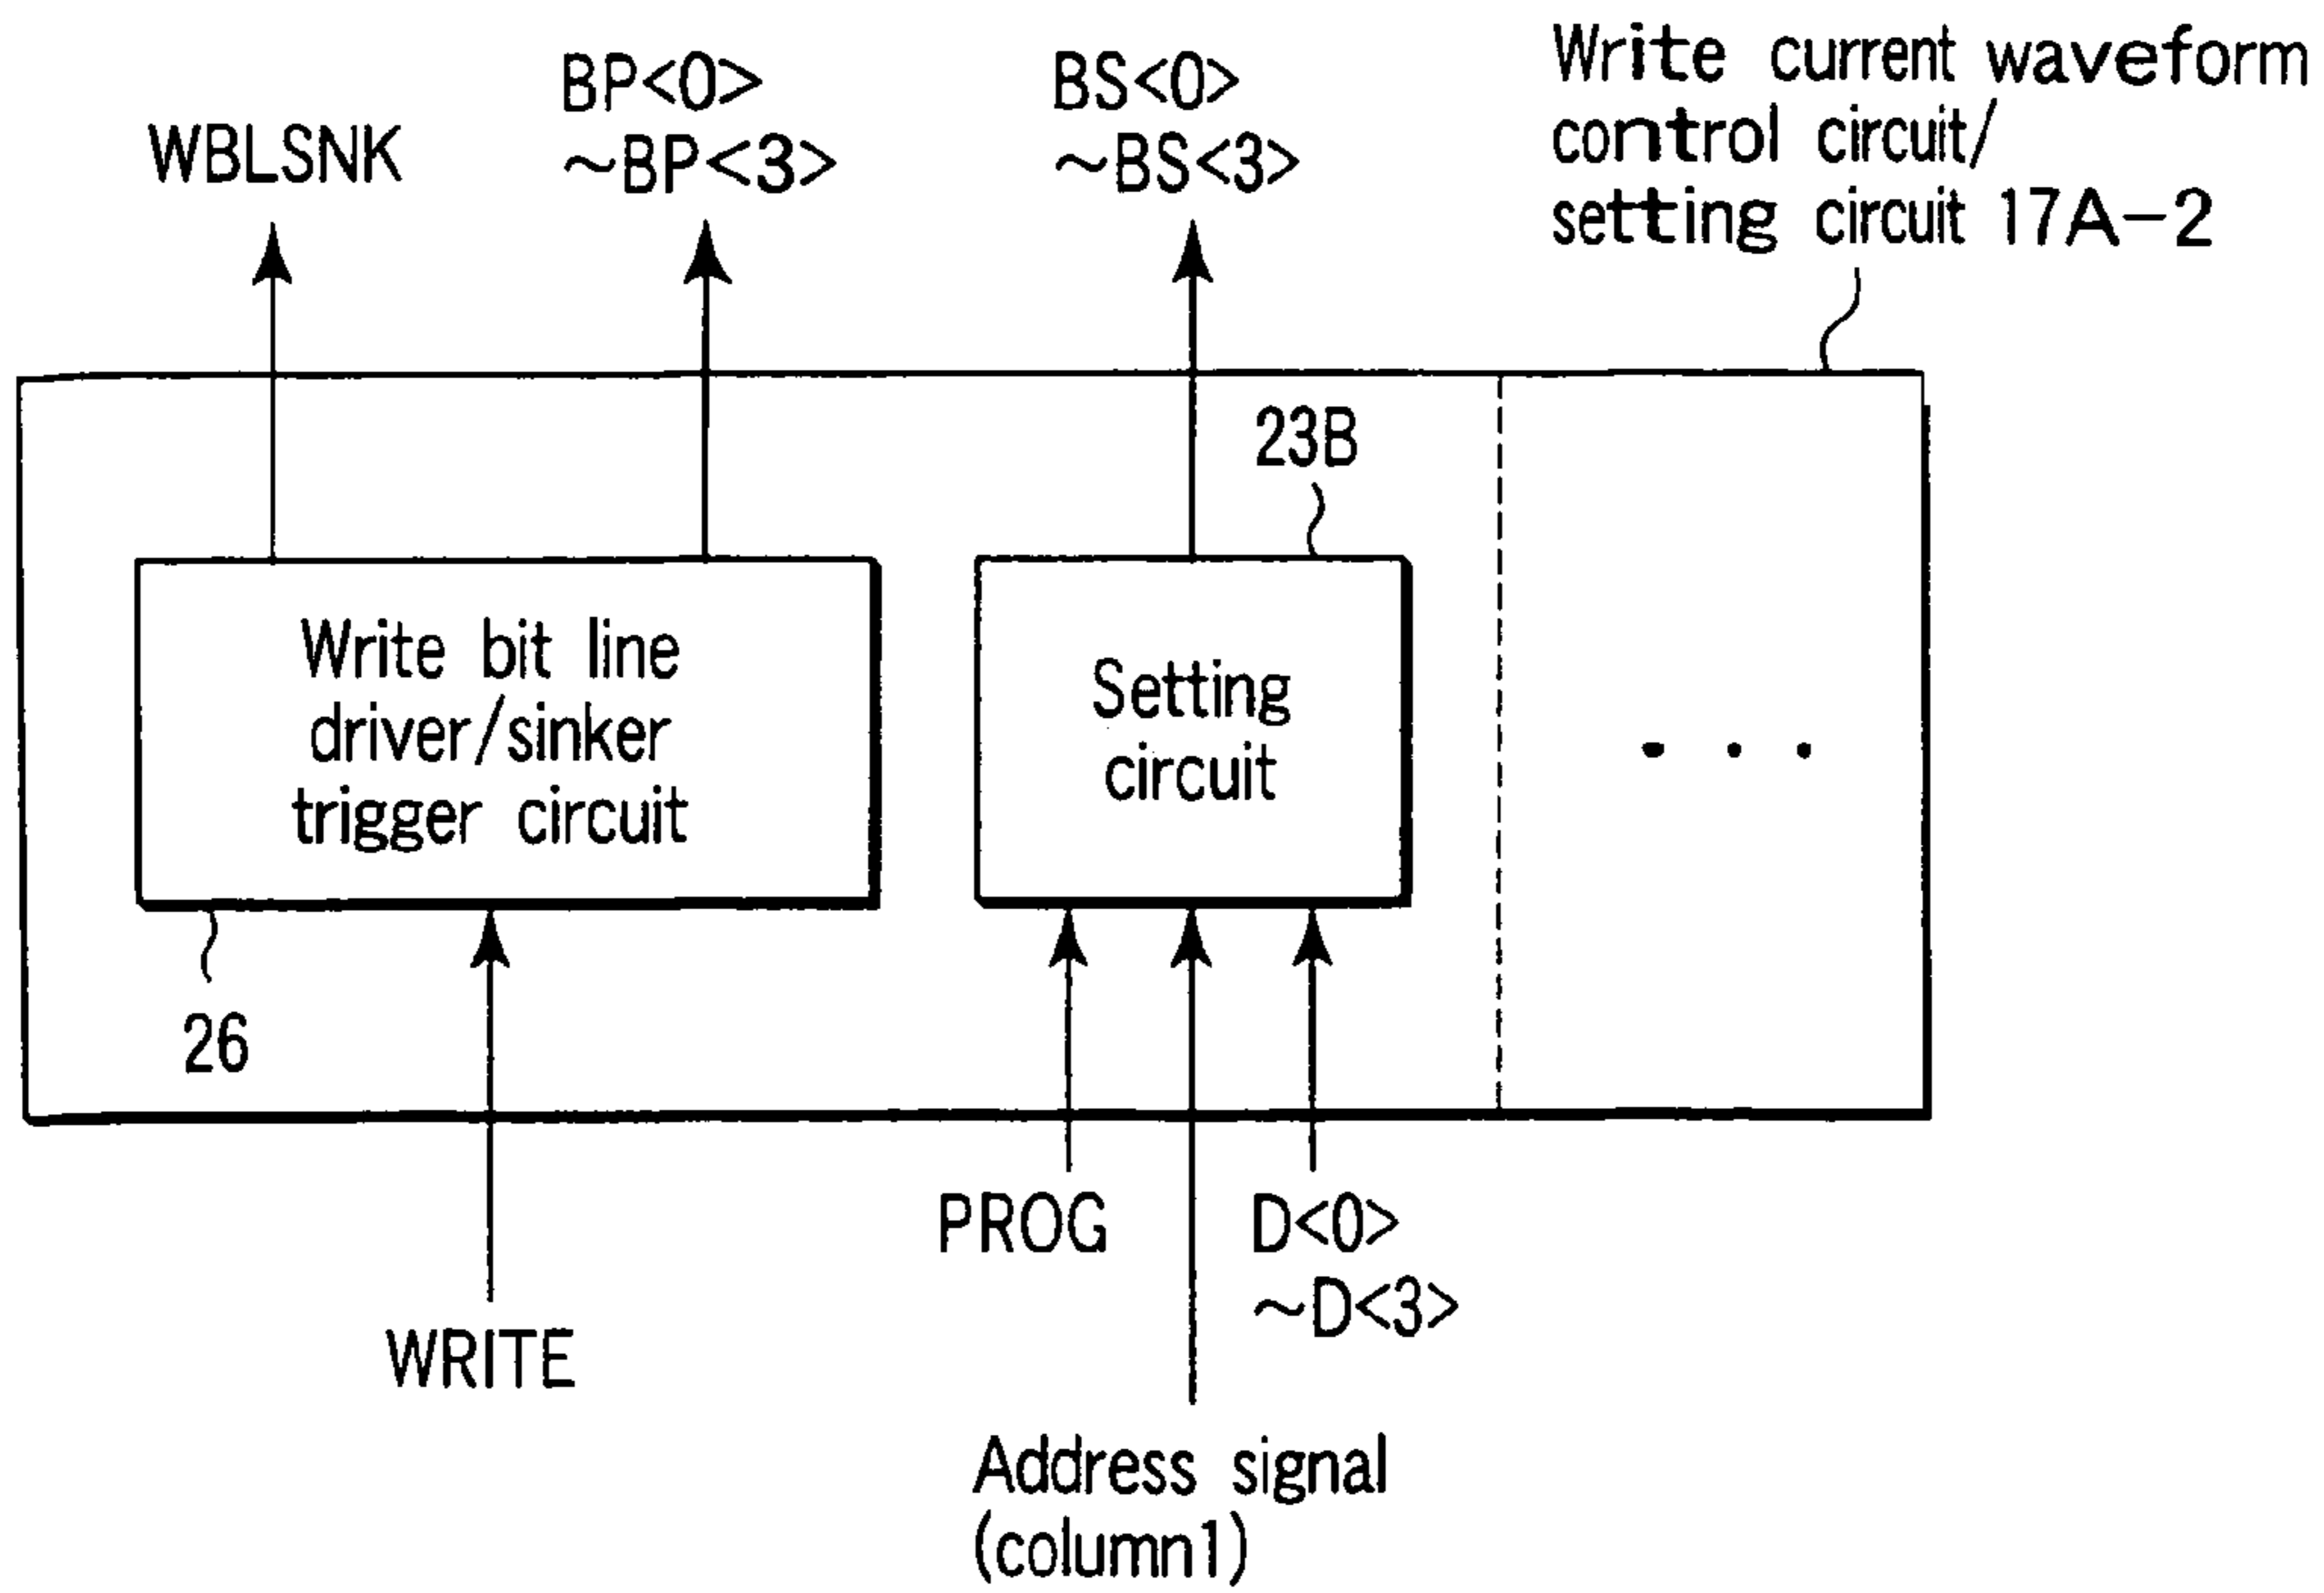 WBLSNK
BP<0>
~BP<3>
BS<0>
~BS<3>
Write current waveform
control circuit/
setting circuit 17A-2
23B
Write bit line
driver/sinker
trigger circuit
Setting
circuit
26
PROG
D<0>
~D<3>
WRITE
Address signal
(column1)